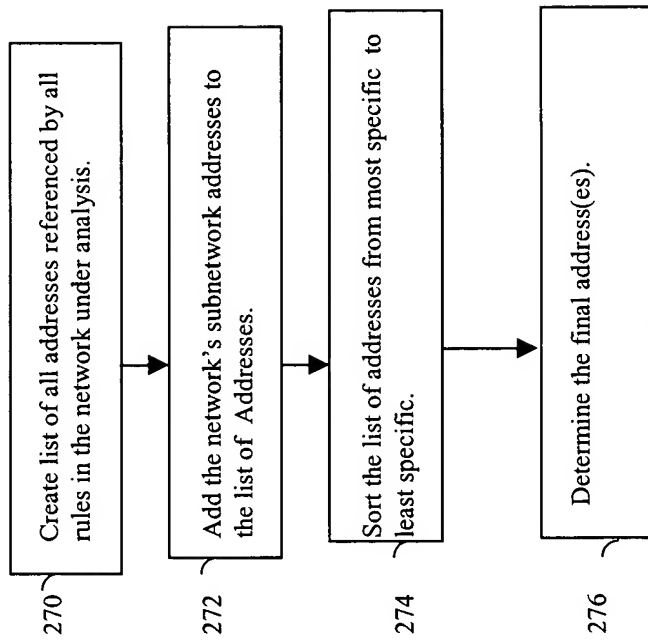 270
Create list of all addresses referenced by all
rules in the network under analysis.
272
Add the network's subnetwork addresses to
the list of Addresses.
274
Sort the list of addresses from most specific to
least specific.
276
Determine the final address(es).